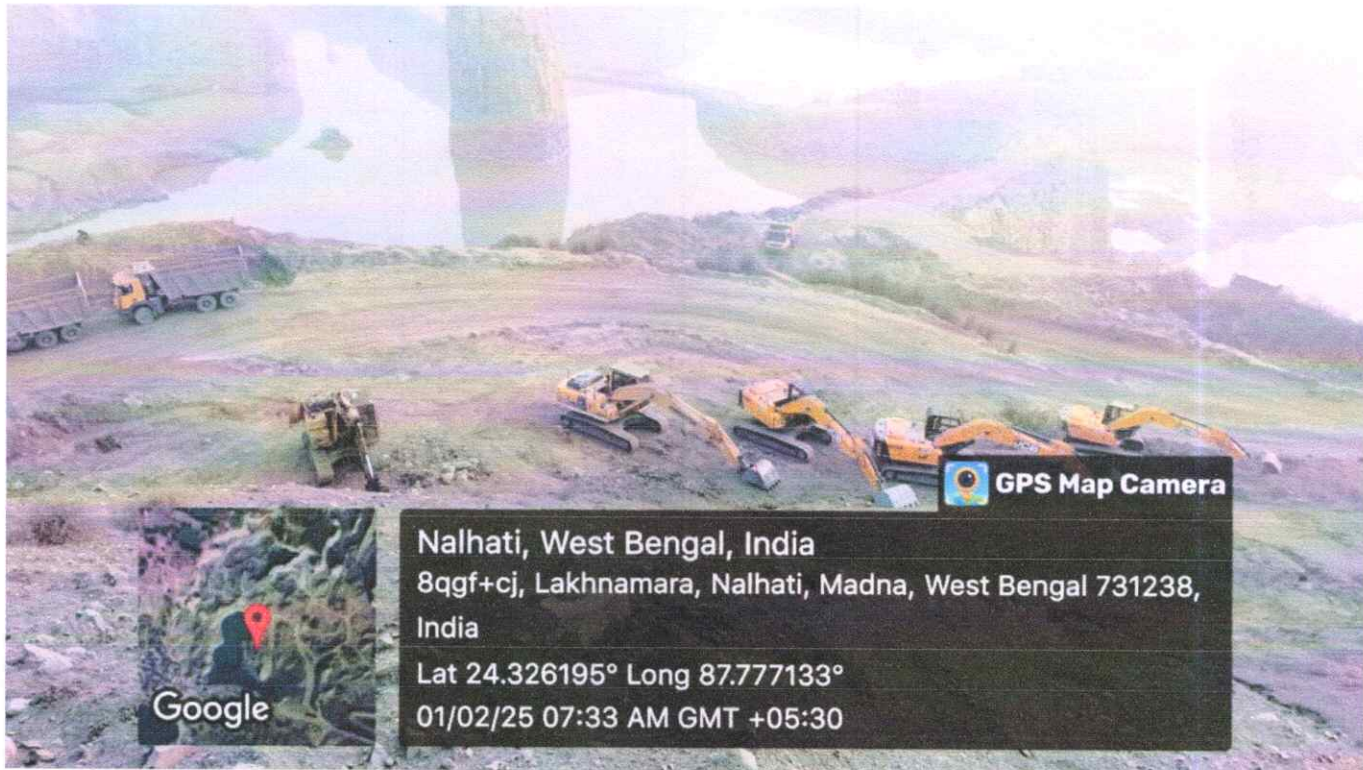 GPS Map Camera
Nalhati, West Bengal, India
8qgf+cj, Lakhnamara, Nalhati, Madna, West Bengal 731238,
India
Lat 24.326195° Long 87.777133°
01/02/25 07:33 AM GMT +05:30
Google